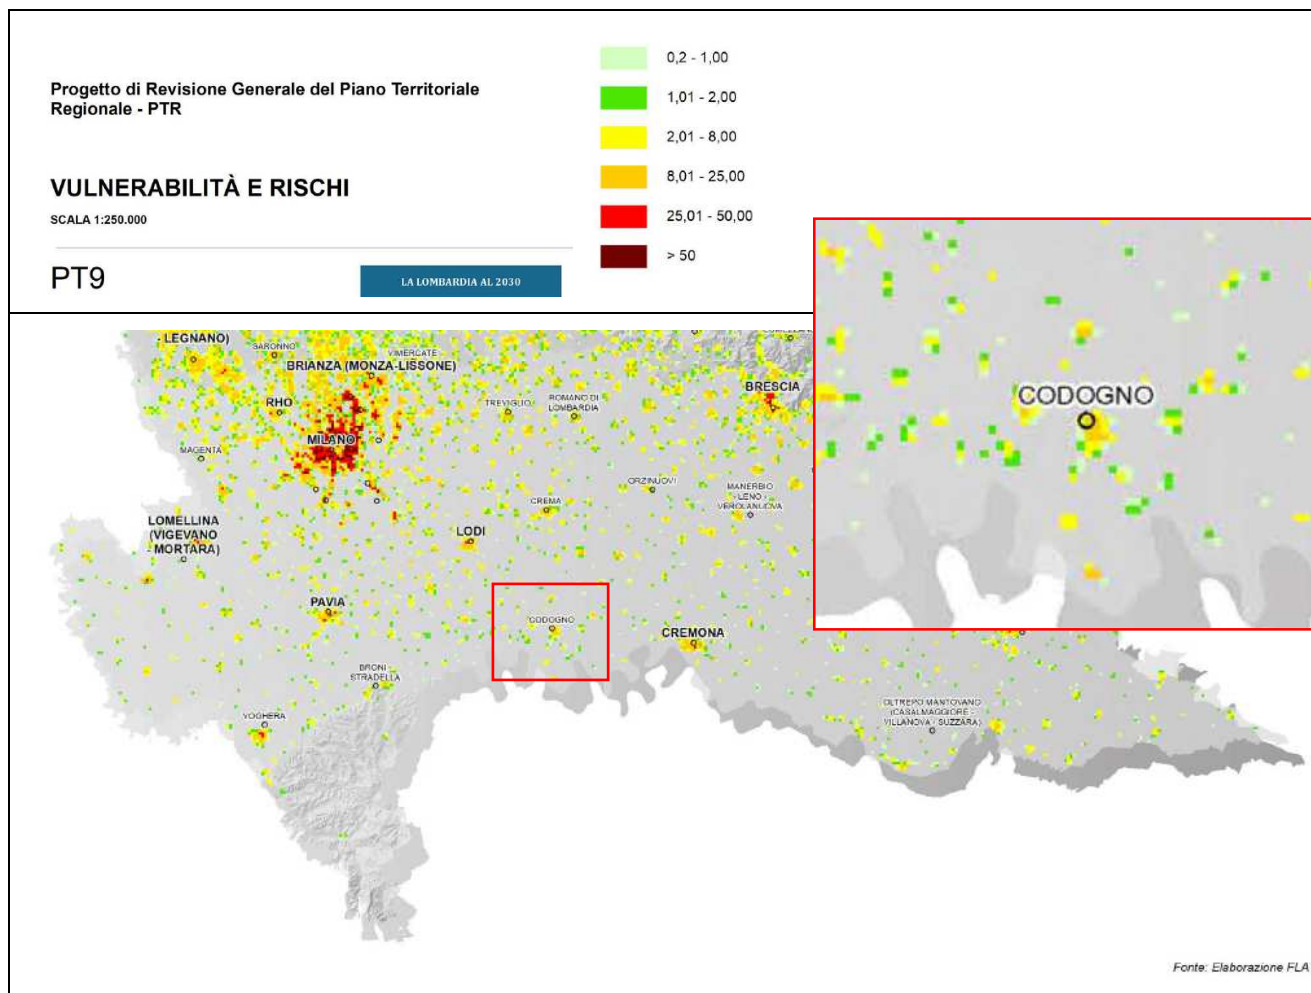 Progetto di Revisione Generale del Piano Territoriale
Regionale - PTR
VULNERABILITÀ E RISCHI
SCALA 1:250.000
PT9
LA LOMBARDIA AL 2030
0,2 - 1,00
1,01 - 2,00
2,01 - 8,00
8,01 - 25,00
25,01 - 50,00
> 50
CODOGNO
- LEGNANO)
SARONNO
VIMERCATE
BRIANZA (MONZA-LISSONE)
RHO
MILANO
MAGENTA
TREVIGLIO
ROMANO DI
LOMBARDIA
BRESCIA
ORZINUOVI
MANERBIO
- LENO -
VEROLANUOVA
CREMA
LOMELLINA
(VIGEVANO
- MORTARA)
LODI
PAVIA
CODOGNO
CREMONA
BRONI -
STRADELLA
VOGHERA
OLTREPO MANTOVANO
(CASALMAGGIORE -
VILLANOVA - SUZZARA)
Fonte: Elaborazione FLA